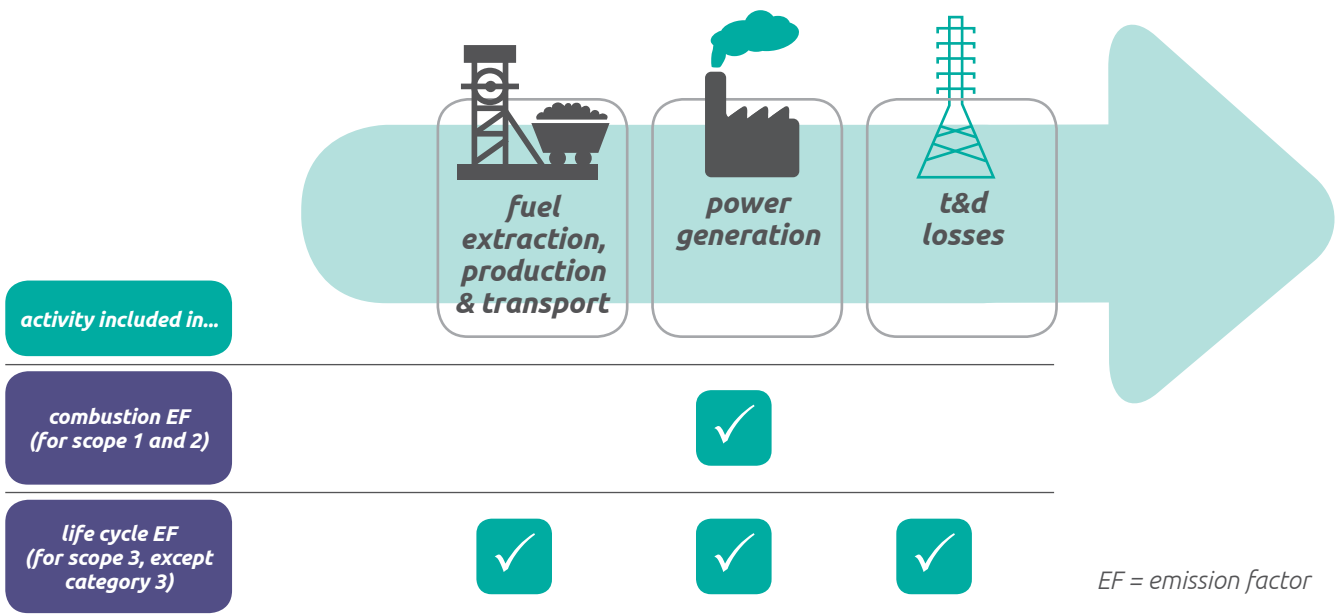 fuel
extraction,
production
& transport
power
generation
t&d
losses
activity included in...
combustion EF
(for scope 1 and 2)
life cycle EF
(for scope 3, except
category 3)
EF = emission factor